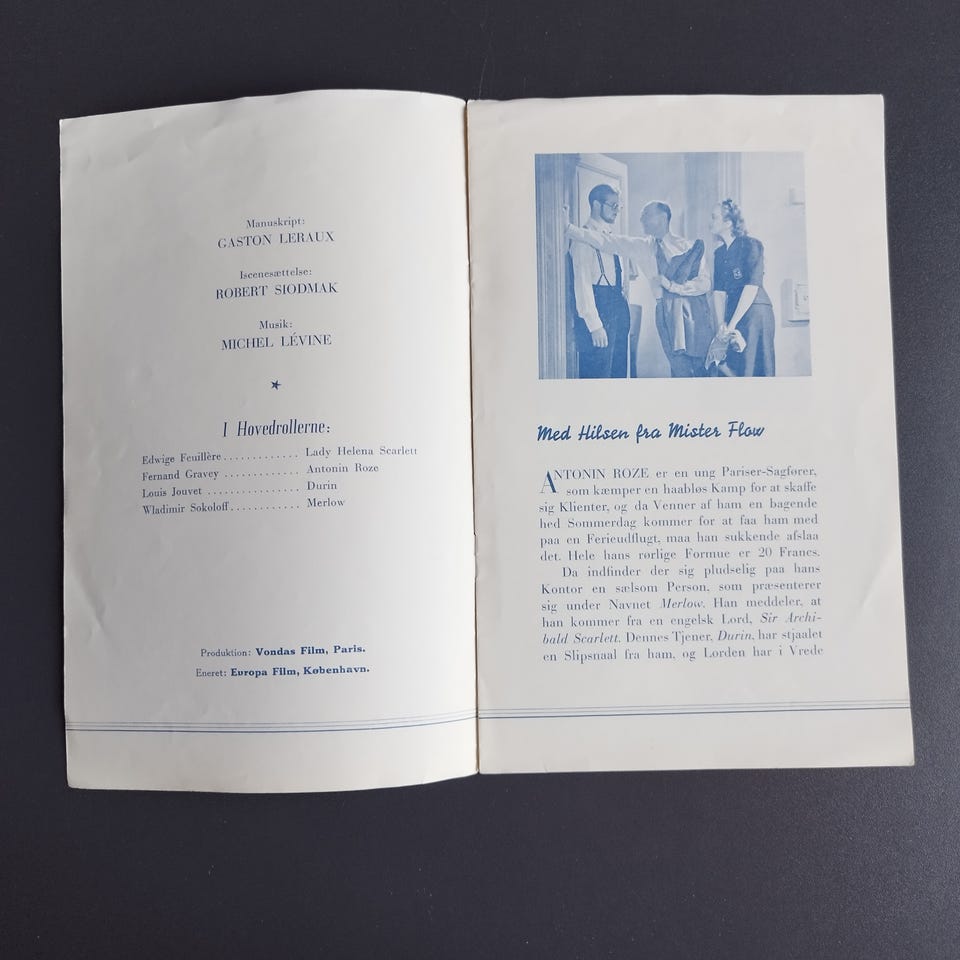 Manuskript:
GASTON LERAUX
Iscenesættelse:
ROBERT SIODMAK
Musik:
MICHEL LÉVINE
I Hovedrollerne:
Edwige Feuillère............. Lady Helena Scarlett
Fernand Gravey ............. Antonin Roze
Louis Jouvet ................ Durin
Wladimir Sokoloff............ Merlow
Produktion: Vondas Film, Paris.
Eneret: Europa Film, København.
Med Hilsen fra Mister Flow
ANTONIN ROZE er en ung Pariser-Sagfører,
som kæmper en haabløs Kamp for at skaffe
sig Klienter, og da Venner af ham en bagende
hed Sommerdag kommer for at faa ham med
paa en Ferieudflugt, maa han sukkende afslaa
det. Hele hans rørlige Formue er 20 Francs.
Da indfinder der sig pludselig paa hans
Kontor en sælsom Person, som præsenterer
sig under Navnet Merlow. Han meddeler, at
han kommer fra en engelsk Lord, Sir Archi-
bald Scarlett. Dennes Tjener, Durin, har stjaalet
en Slipsnaal fra ham, og Lorden har i Vrede